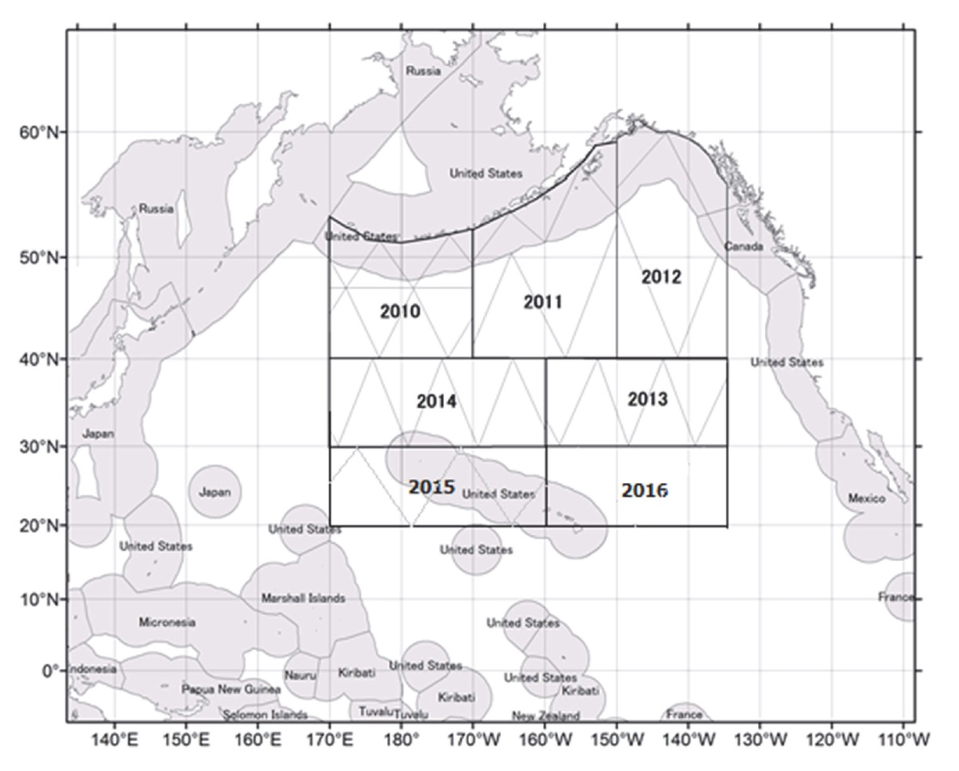 Russia
60°N
United States
Russia
United States
Canada
50°N
2012
2011
2010
40°N
United States
2014
2013
Japan
30°N
2015
United States
2016
Japan
Mexico
20°N
United States
United States
United States
10°N
Marshall Islands
France
Micronesia
United States
0°
Indonesia
Nauru
Kiribati
United States
United States
Papua New Guinea
Kiribati
Kiribati
Solomon Islands
Tuvalu
Tuvalu
New Zealand
France
140°E 150°E 160°E 170°E 180° 170°W 160°W 150°W 140°W 130°W 120°W 110°W